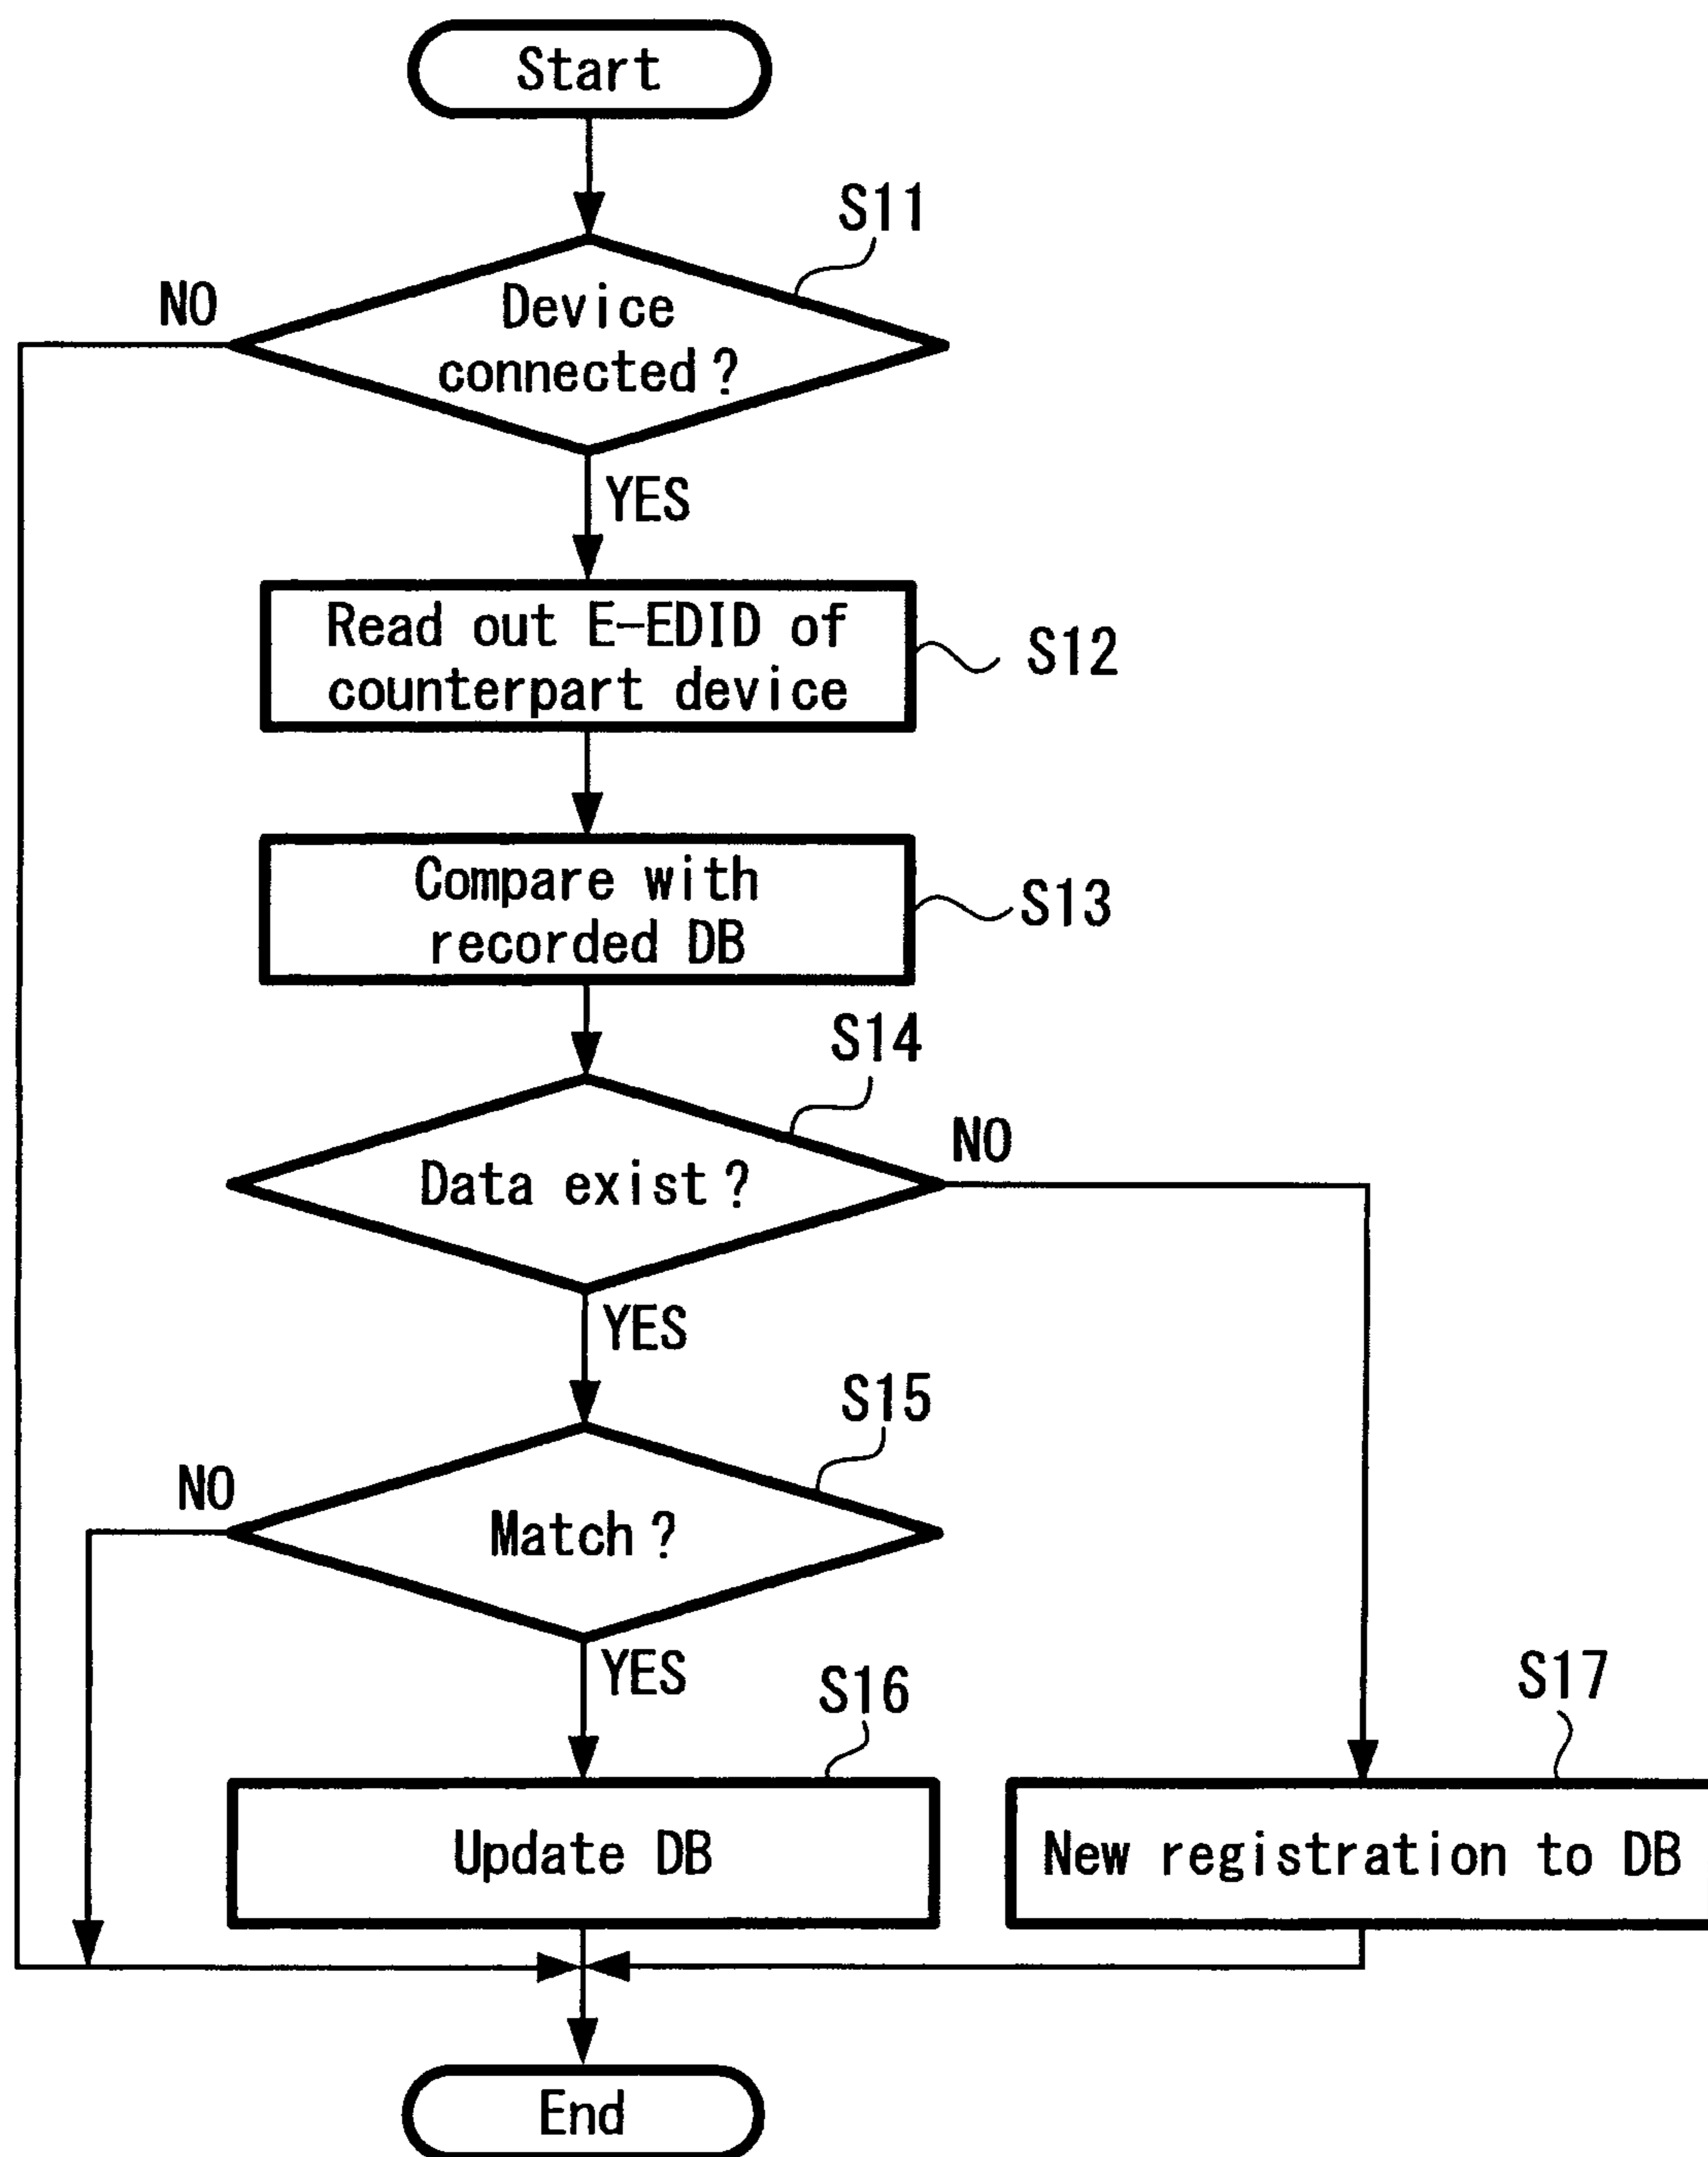 Start
S11
NO
Device
connected?
YES
Read out E-EDID of
counterpart device
S12
Compare with
recorded DB
S13
S14
NO
Data exist?
YES
S15
NO
Match?
YES
S16
S17
Update DB
New registration to DB
End